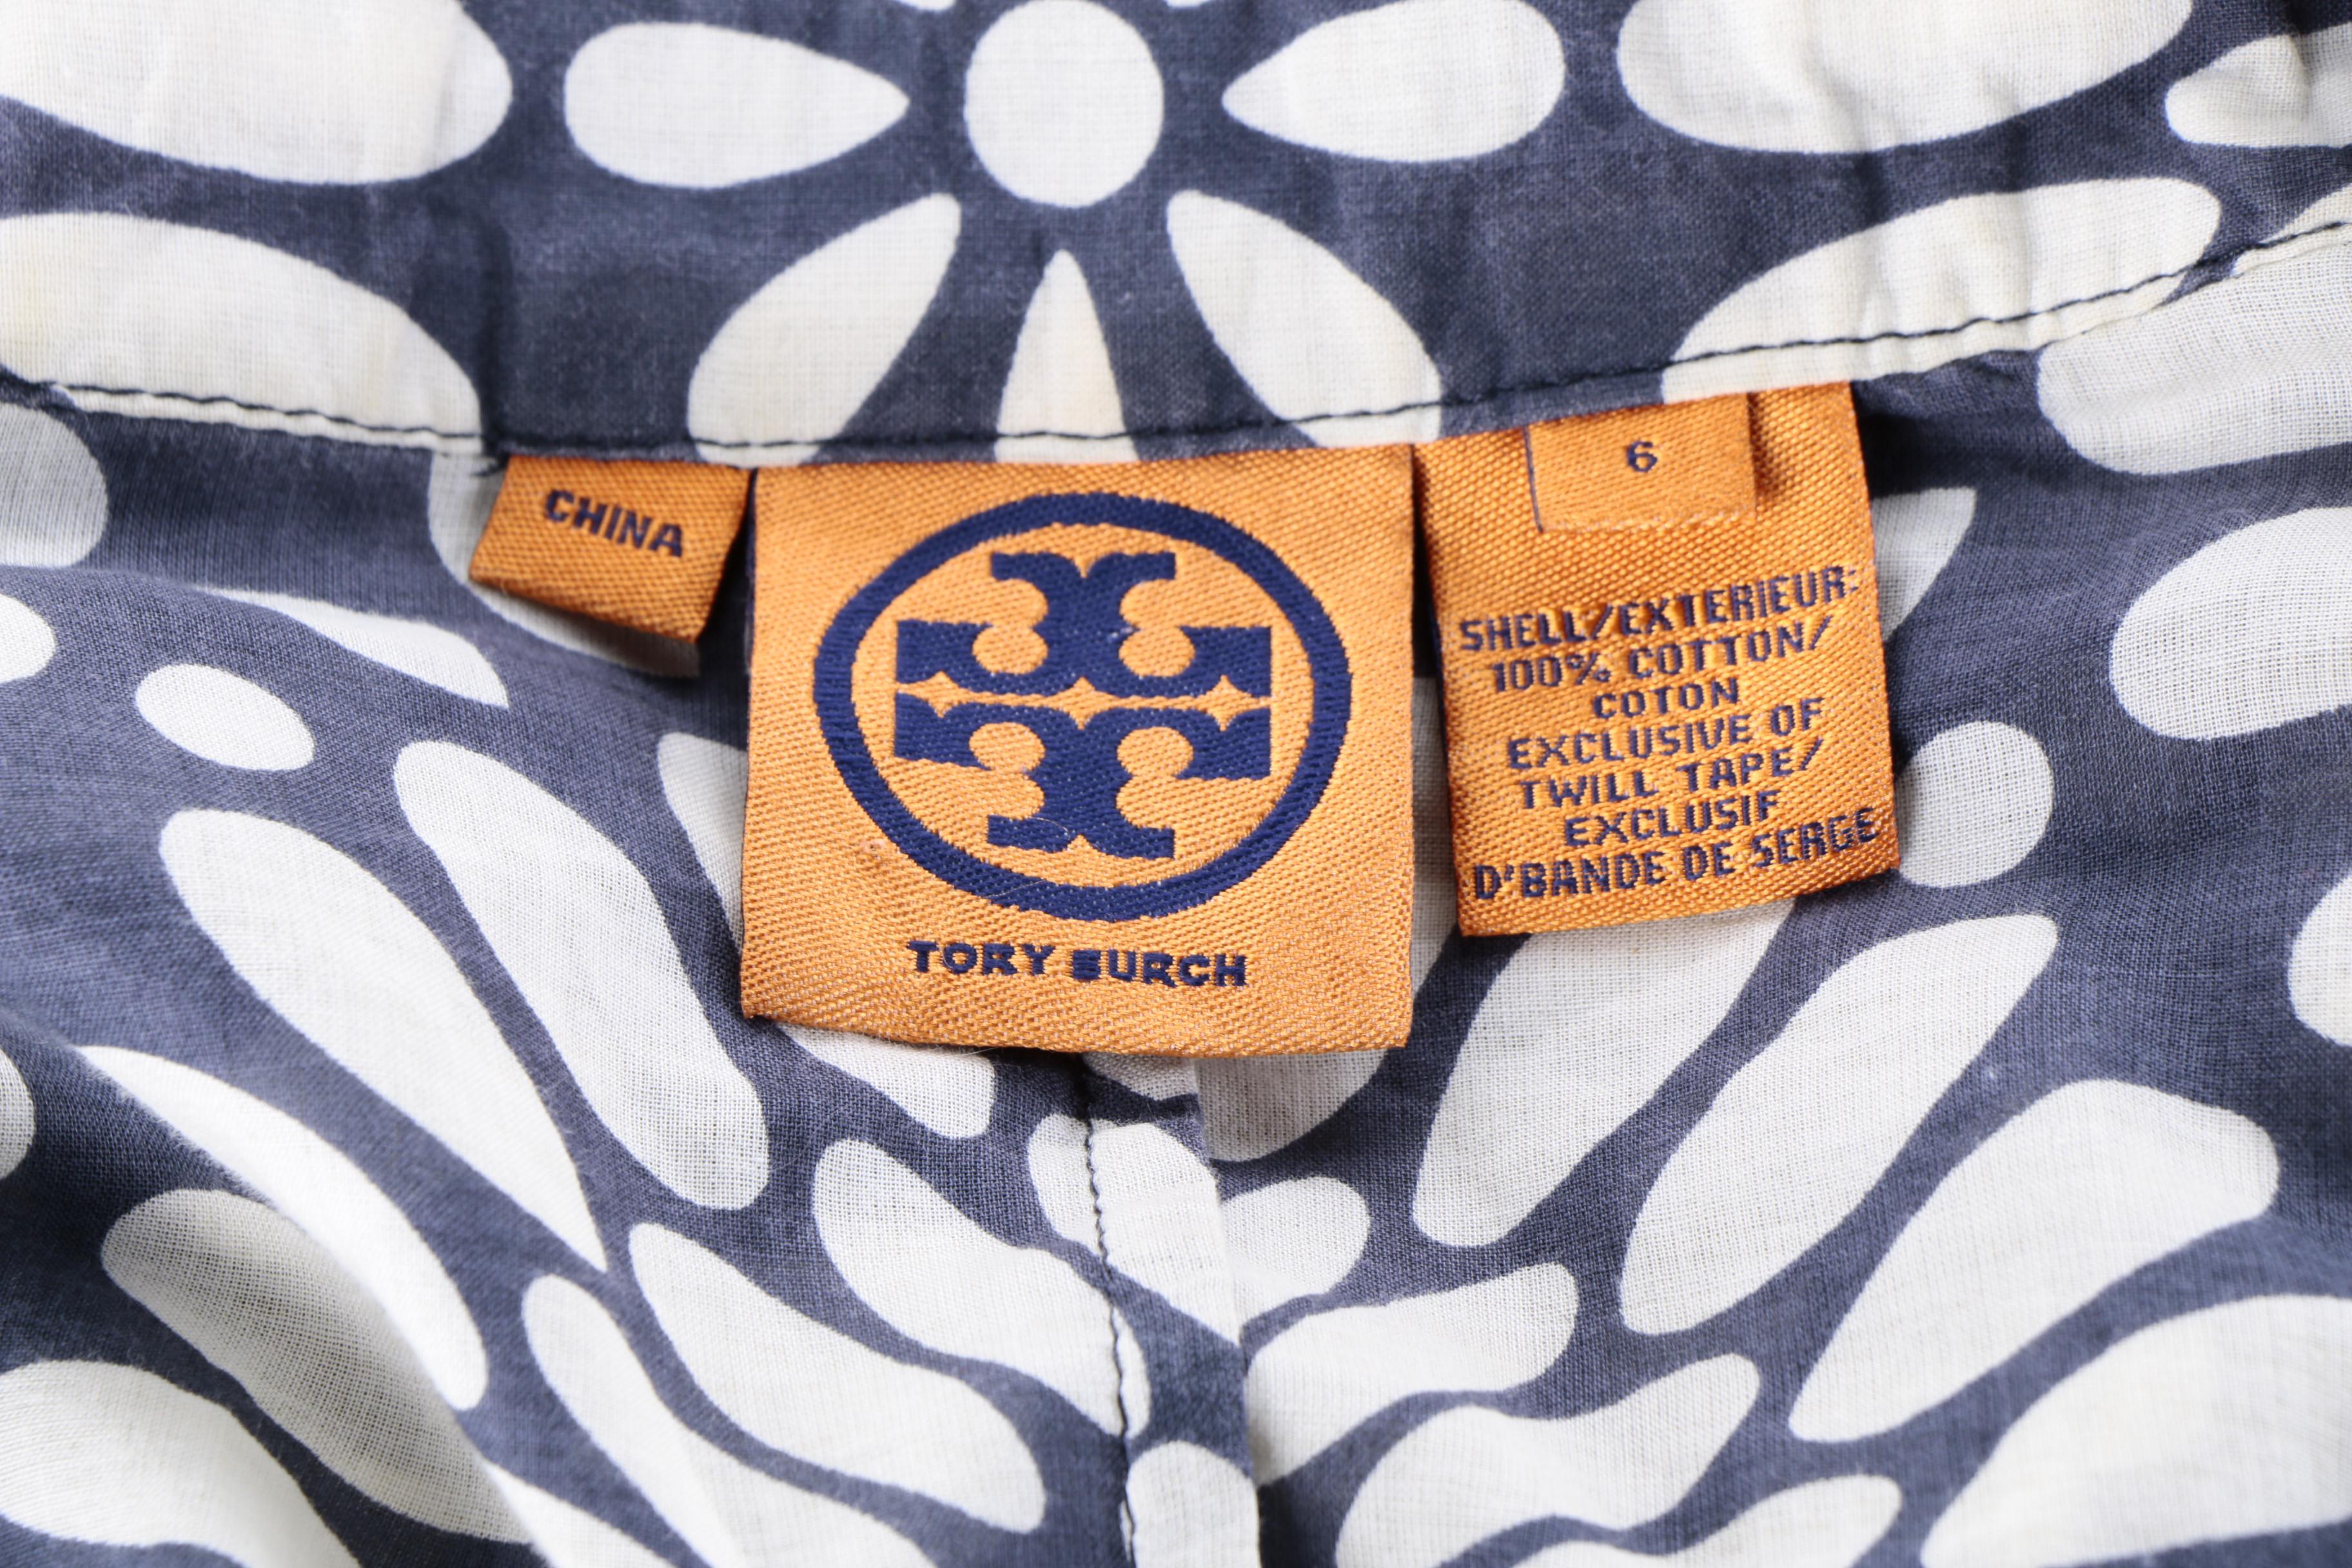 CHINA
TORY BURCH
6
SHELL/EXTERIEUR:
100% COTTON/
COTON
EXCLUSIVE OF
TWILL TAPE/
EXCLUSIF
D'BANDE DE SERGE